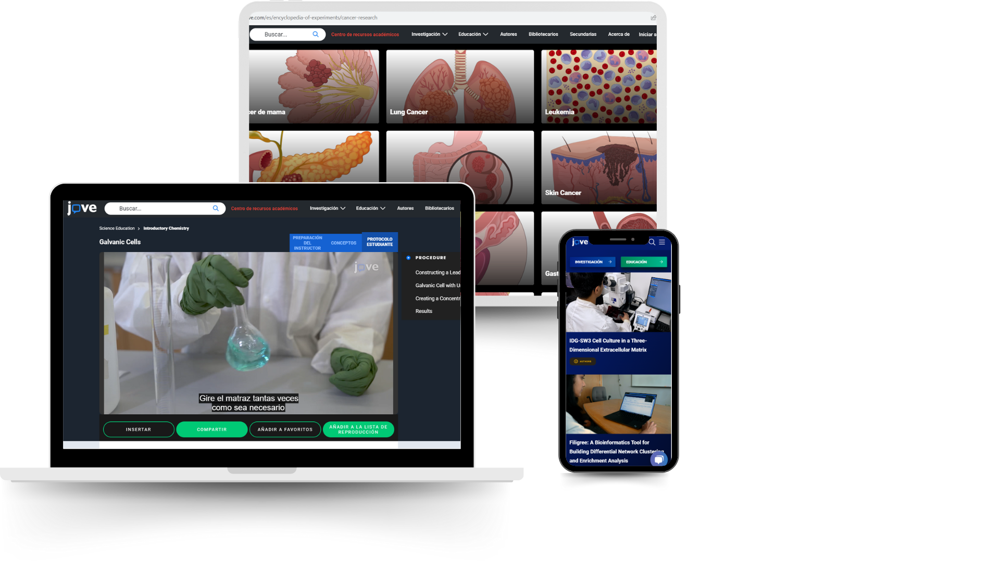 ve.com/es/encyclopedia-of-experiments/cancer-research
Buscar...
Centro de recursos académicos
Investigación
Educación
Autores
Bibliotecarios
Secundarias
Acerca de
Iniciar s
cer de mama
Lung Cancer
Leukemia
Skin Cancer
Gast
jove
Buscar...
Centro de recursos académicos
Investigación
Educación
Autores
Bibliotecarios
Science Education > Introductory Chemistry
Galvanic Cells
PREPARACIÓN
DEL
INSTRUCTOR
CONCEPTOS
PROTOCOLO
ESTUDIANTE
jove
PROCEDURE
Constructing a Lead
Galvanic Cell with U
Creating a Concentr
Results
Gire el matraz tantas veces
como sea necesario
INSERTAR
COMPARTIR
AÑADIR A FAVORITOS
AÑADIR A LA LISTA DE
REPRODUCCIÓN
jove
INVESTIGACIÓN
EDUCACIÓN
IDG-SW3 Cell Culture in a Three-
Dimensional Extracellular Matrix
AUTHORS
Filigree: A Bioinformatics Tool for
Building Differential Network Clustering
and Enrichment Analysis